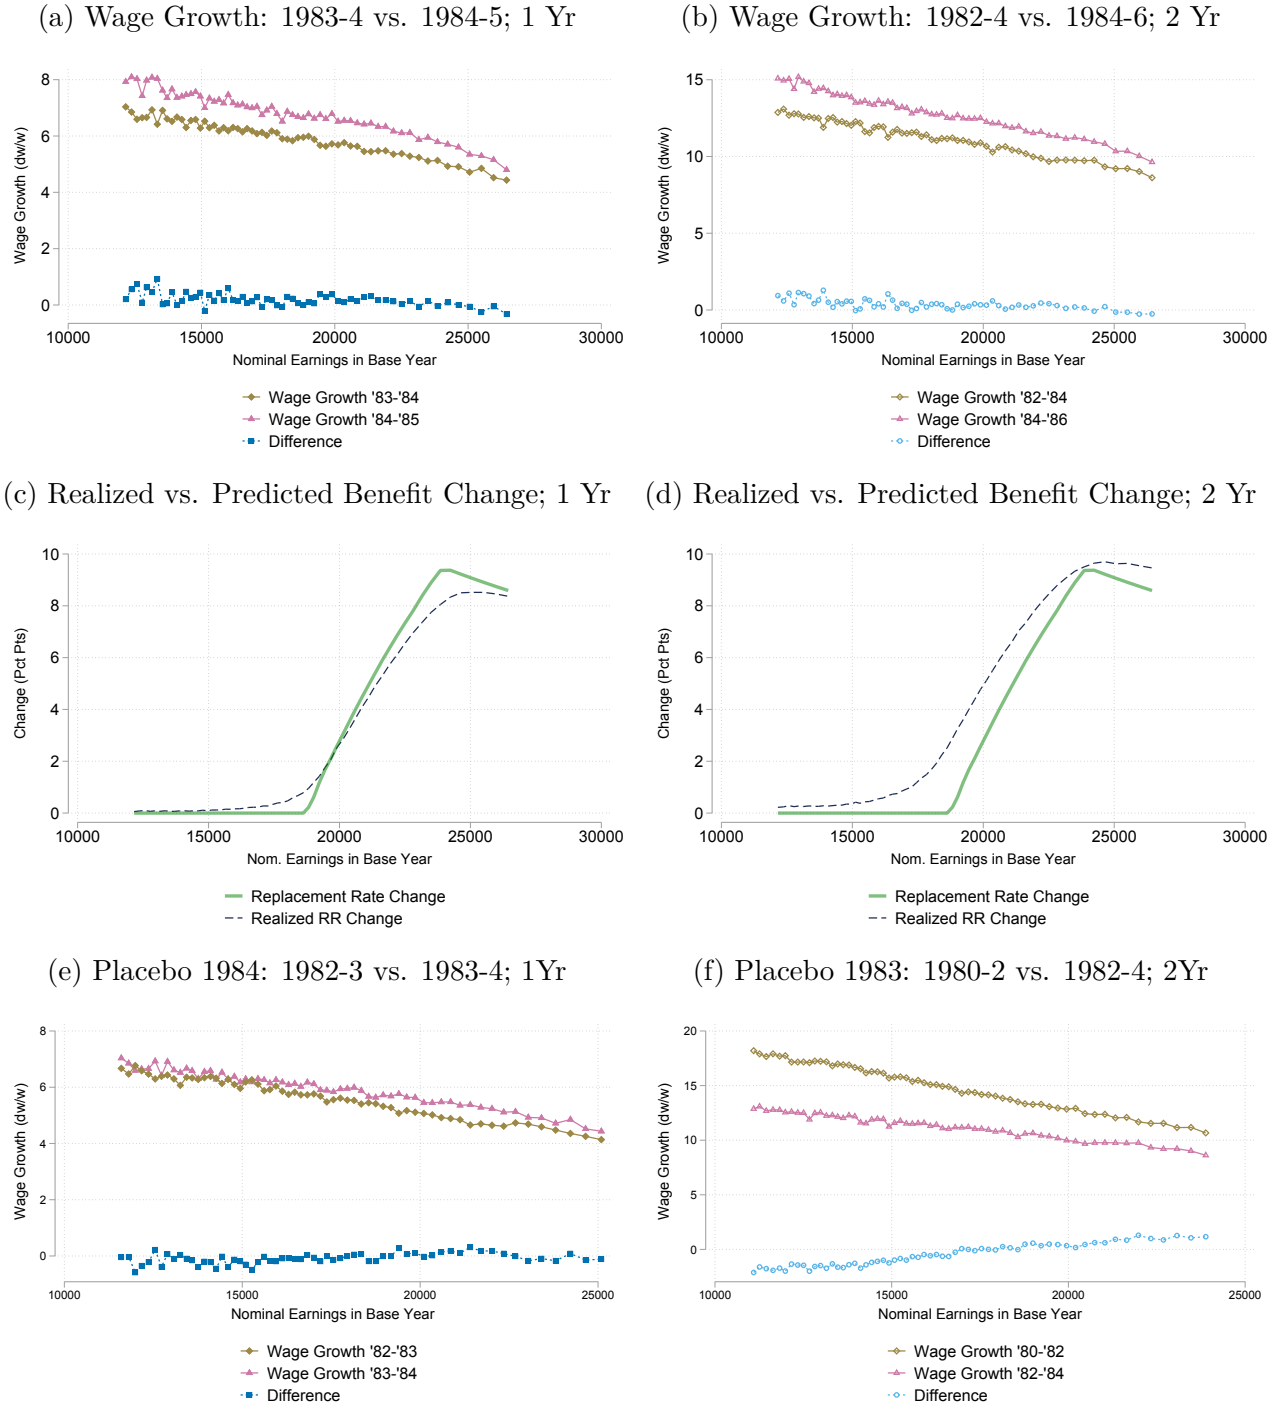 (a) Wage Growth: 1983-4 vs. 1984-5; 1 Yr
Wage Growth (dw/w)
8
6
4
2
0
10000 15000 20000 25000 30000
Nominal Earnings in Base Year
Wage Growth '83-'84
Wage Growth '84-'85
Difference
(b) Wage Growth: 1982-4 vs. 1984-6; 2 Yr
Wage Growth (dw/w)
15
10
5
0
10000 15000 20000 25000 30000
Nominal Earnings in Base Year
Wage Growth '82-'84
Wage Growth '84-'86
Difference
(c) Realized vs. Predicted Benefit Change; 1 Yr
Change (Pct Pts)
10
8
6
4
2
0
10000 15000 20000 25000 30000
Nom. Earnings in Base Year
Replacement Rate Change
Realized RR Change
(d) Realized vs. Predicted Benefit Change; 2 Yr
Change (Pct Pts)
10
8
6
4
2
0
10000 15000 20000 25000 30000
Nom. Earnings in Base Year
Replacement Rate Change
Realized RR Change
(e) Placebo 1984: 1982-3 vs. 1983-4; 1Yr
Wage Growth (dw/w)
8
6
4
2
0
10000 15000 20000 25000
Nominal Earnings in Base Year
Wage Growth '82-'83
Wage Growth '83-'84
Difference
(f) Placebo 1983: 1980-2 vs. 1982-4; 2Yr
Wage Growth (dw/w)
20
15
10
5
0
10000 15000 20000 25000
Nominal Earnings in Base Year
Wage Growth '80-'82
Wage Growth '82-'84
Difference